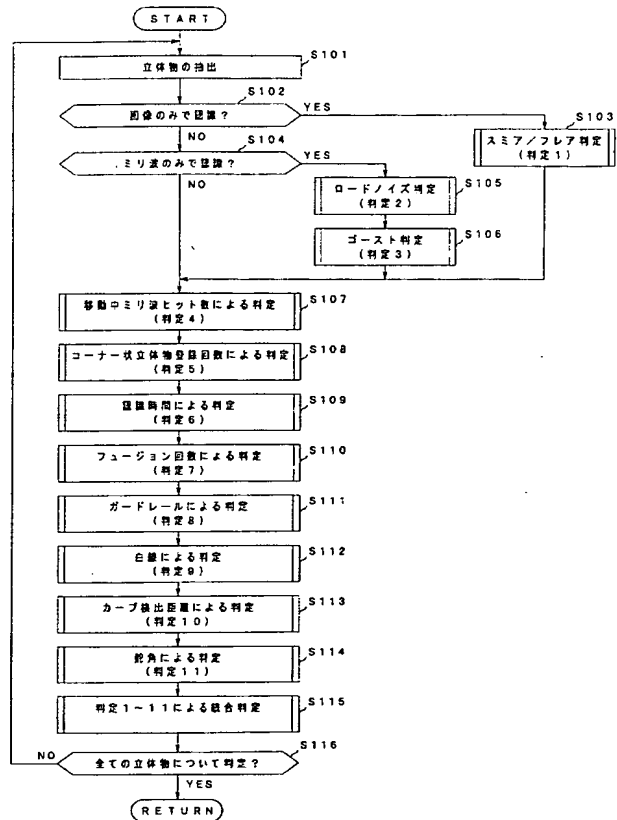 START
立体物の抽出
S101
S102
画像のみで認識?
YES
NO
S103
スミア/フレア判定
(判定1)
S104
ミリ波のみで認識?
YES
NO
ロードノイズ判定
(判定2)
S105
ゴースト判定
(判定3)
S106
移動中ミリ波ヒット数による判定
(判定4)
S107
コーナー状立体物登録回数による判定
(判定5)
S108
認識時間による判定
(判定6)
S109
フュージョン回数による判定
(判定7)
S110
ガードレールによる判定
(判定8)
S111
白線による判定
(判定9)
S112
カーブ検出距離による判定
(判定10)
S113
舵角による判定
(判定11)
S114
判定1~11による統合判定
S115
S116
全ての立体物について判定?
NO
YES
RETURN